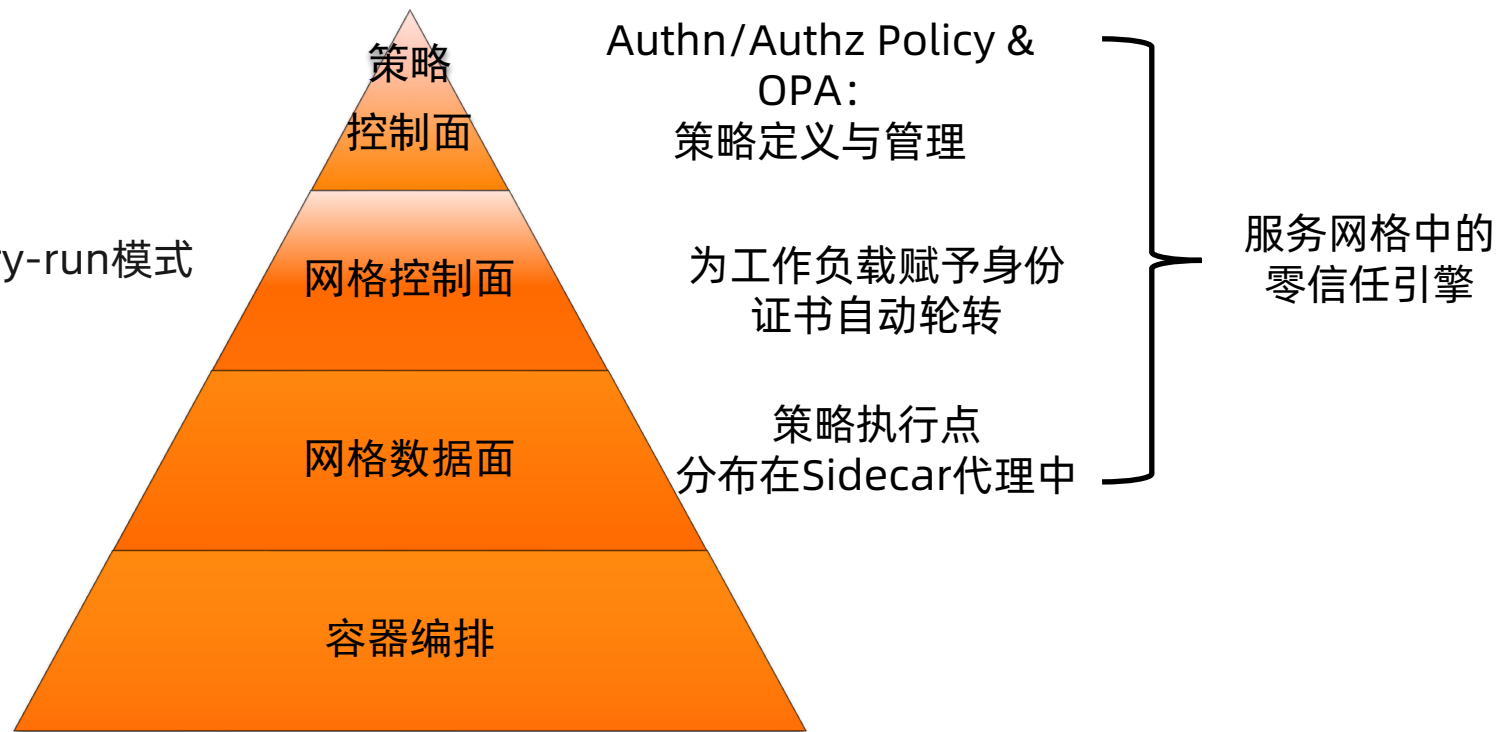 策略
控制面
Authn/Authz Policy &
OPA：
策略定义与管理
y-run模式
网格控制面
为工作负载赋予身份
证书自动轮转
服务网格中的
零信任引擎
网格数据面
策略执行点
分布在Sidecar代理中
容器编排